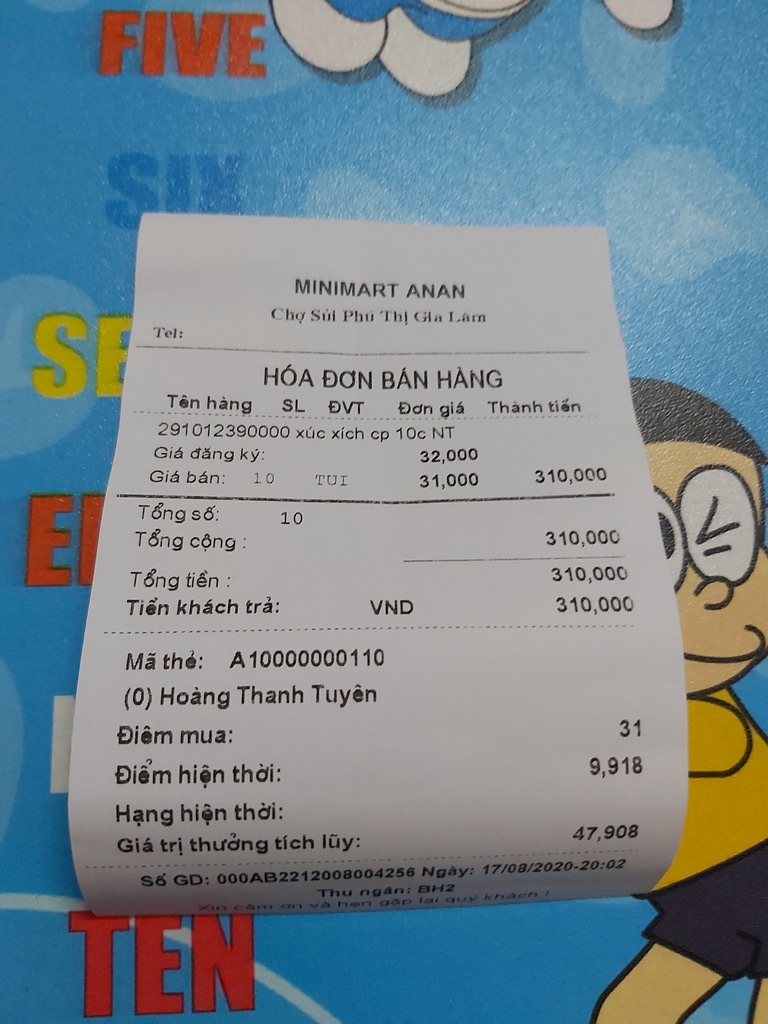 FIVE
SIX
SE
E
TEN
MINIMART ANAN
Chợ Sủi Phú Thị Gia Lâm
Tel:
HÓA ĐƠN BÁN HÀNG
Tên hàng SL ĐVT Đơn giá Thành tiền
291012390000 xúc xích cp 10c NT
Giá đăng ký: 32,000
Giá bán: 10 TUI 31,000 310,000
Tổng số: 10
Tổng cộng : 310,000
Tổng tiền : 310,000
Tiền khách trả: VND 310,000
Mã thẻ: A10000000110
(0) Hoàng Thanh Tuyên
Điểm mua: 31
Điểm hiện thời: 9,918
Hạng hiện thời:
Giá trị thưởng tích lũy: 47,908
Số GD: 000AB2212008004256 Ngày: 17/08/2020-20:02
Thu ngân: BH2
Xin cảm ơn và hẹn gặp lại quý khách !